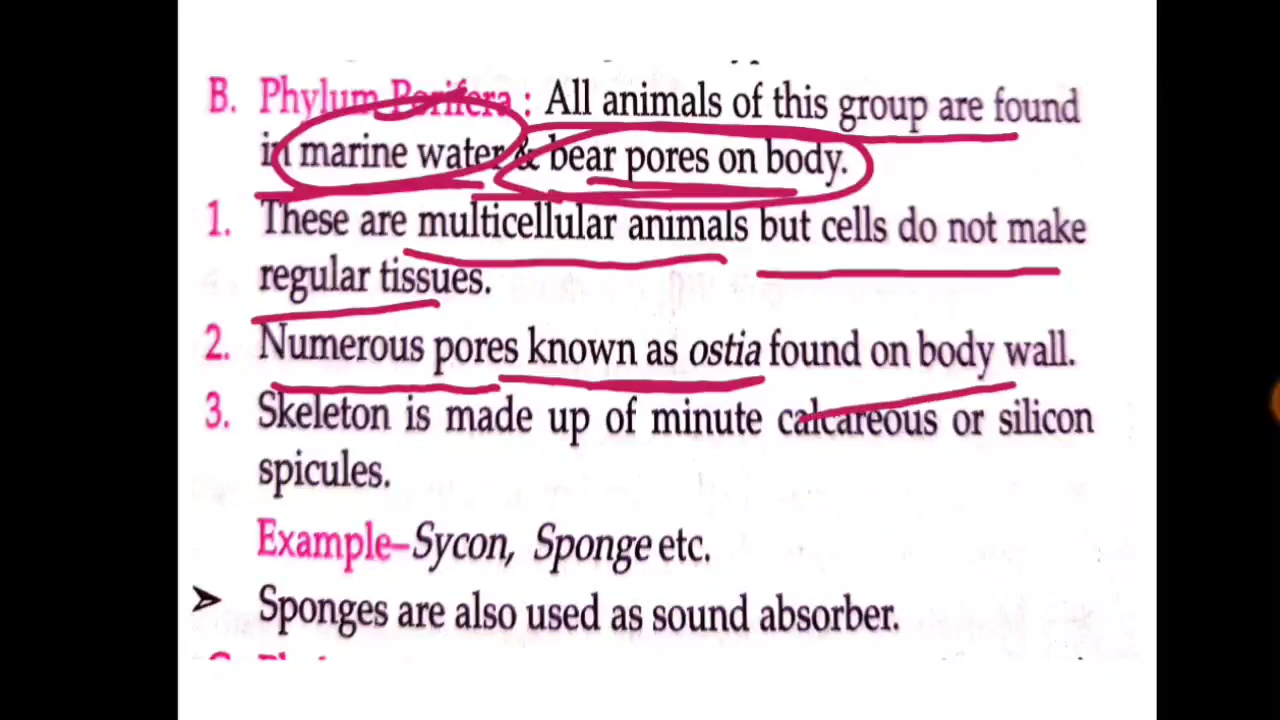 B. Phylum Porifera : All animals of this group are found
in marine water & bear pores on body.
1. These are multicellular animals but cells do not make
regular tissues.
2. Numerous pores known as ostia found on body wall.
3. Skeleton is made up of minute calcareous or silicon
spicules.
Example–Sycon, Sponge etc.
➢ Sponges are also used as sound absorber.